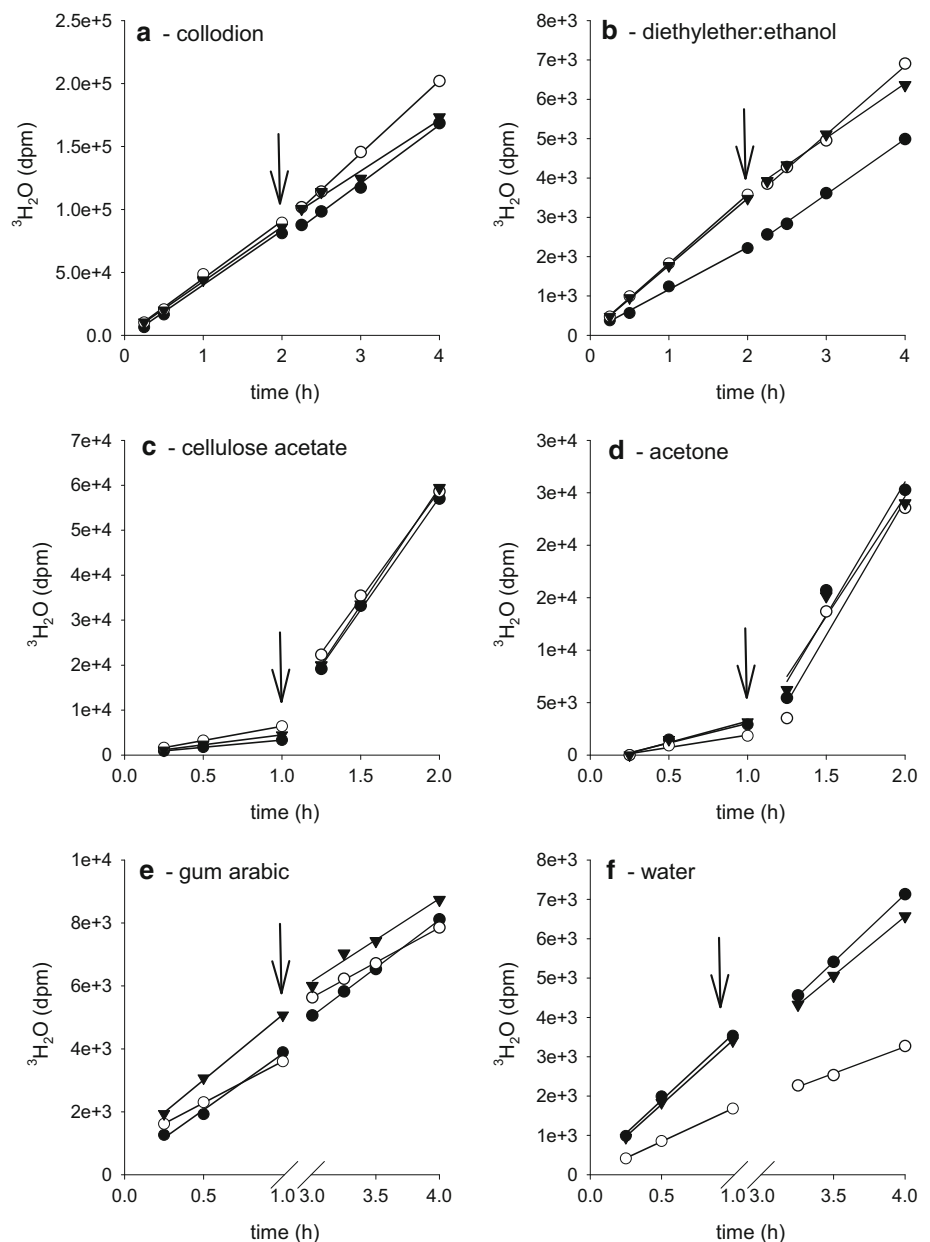 a - collodion
2.5e+5
2.0e+5
1.5e+5
1.0e+5
5.0e+4
0.0
³H₂O (dpm)
0 1 2 3 4
time (h)
b - diethylether:ethanol
8e+3
7e+3
6e+3
5e+3
4e+3
3e+3
2e+3
1e+3
0
³H₂O (dpm)
0 1 2 3 4
time (h)
c - cellulose acetate
7e+4
6e+4
5e+4
4e+4
3e+4
2e+4
1e+4
0
³H₂O (dpm)
0.0 0.5 1.0 1.5 2.0
time (h)
d - acetone
3e+4
3e+4
2e+4
2e+4
1e+4
5e+3
0
³H₂O (dpm)
0.0 0.5 1.0 1.5 2.0
time (h)
e - gum arabic
1e+4
8e+3
6e+3
4e+3
2e+3
0
³H₂O (dpm)
0.0 0.5 1.0 3.0 3.5 4.0
time (h)
f - water
8e+3
7e+3
6e+3
5e+3
4e+3
3e+3
2e+3
1e+3
0
³H₂O (dpm)
0.0 0.5 1.0 3.0 3.5 4.0
time (h)